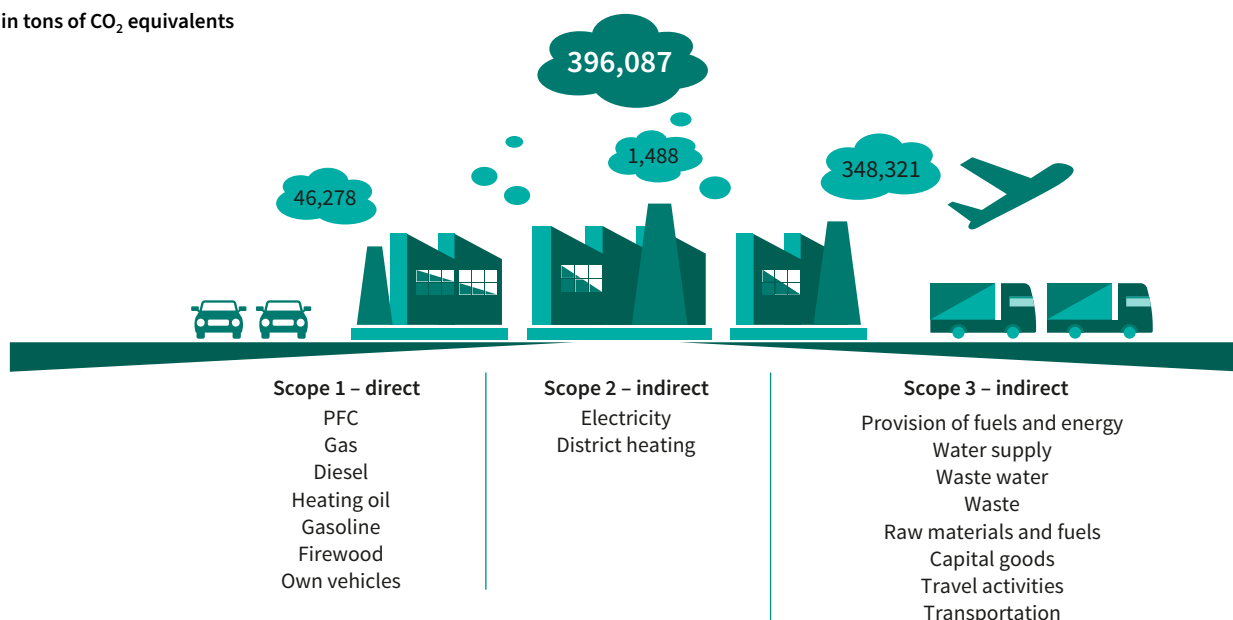 in tons of CO₂ equivalents
396,087
1,488
348,321
46,278
Scope 1 – direct
PFC
Gas
Diesel
Heating oil
Gasoline
Firewood
Own vehicles
Scope 2 – indirect
Electricity
District heating
Scope 3 – indirect
Provision of fuels and energy
Water supply
Waste water
Waste
Raw materials and fuels
Capital goods
Travel activities
Transportation